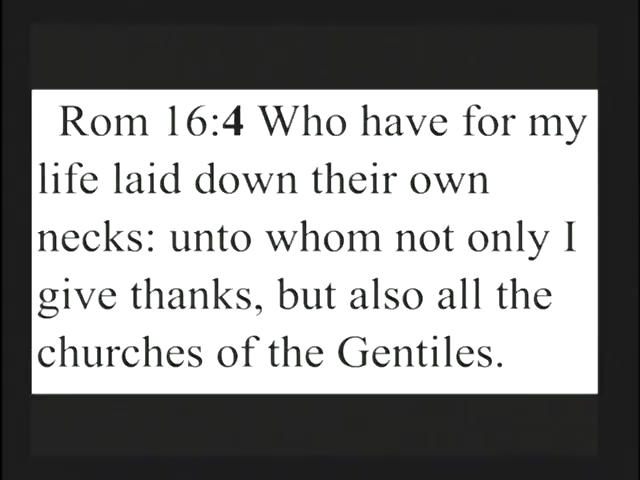 Rom 16:4 Who have for my
life laid down their own
necks: unto whom not only I
give thanks, but also all the
churches of the Gentiles.